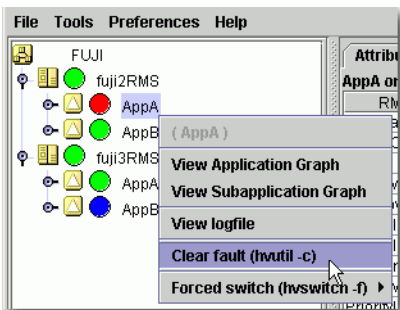 File Tools Preferences Help
FUJI
fuji2RMS
AppA
AppB
fuji3RMS
AppA
AppB
(AppA)
View Application Graph
View Subapplication Graph
View logfile
Clear fault (hvutil -c)
Forced switch (hvswitch -f)
Attribu
AppA or